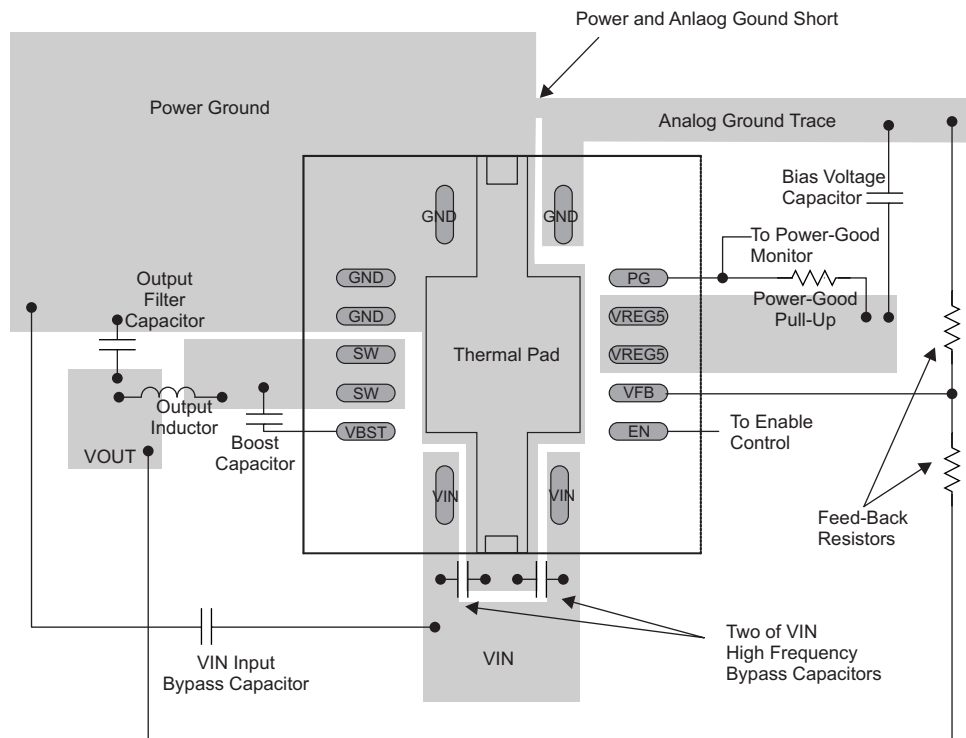 Power and Anlaog Gound Short
Power Ground
Analog Ground Trace
Bias Voltage
Capacitor
GND
GND
To Power-Good
Monitor
Output
Filter
Capacitor
GND
PG
Power-Good
Pull-Up
GND
VREG5
SW
Thermal Pad
VREG5
SW
VFB
Output
Inductor
VBST
EN
To Enable
Control
Boost
Capacitor
VOUT
VIN
VIN
Feed-Back
Resistors
Two of VIN
High Frequency
Bypass Capacitors
VIN
VIN Input
Bypass Capacitor